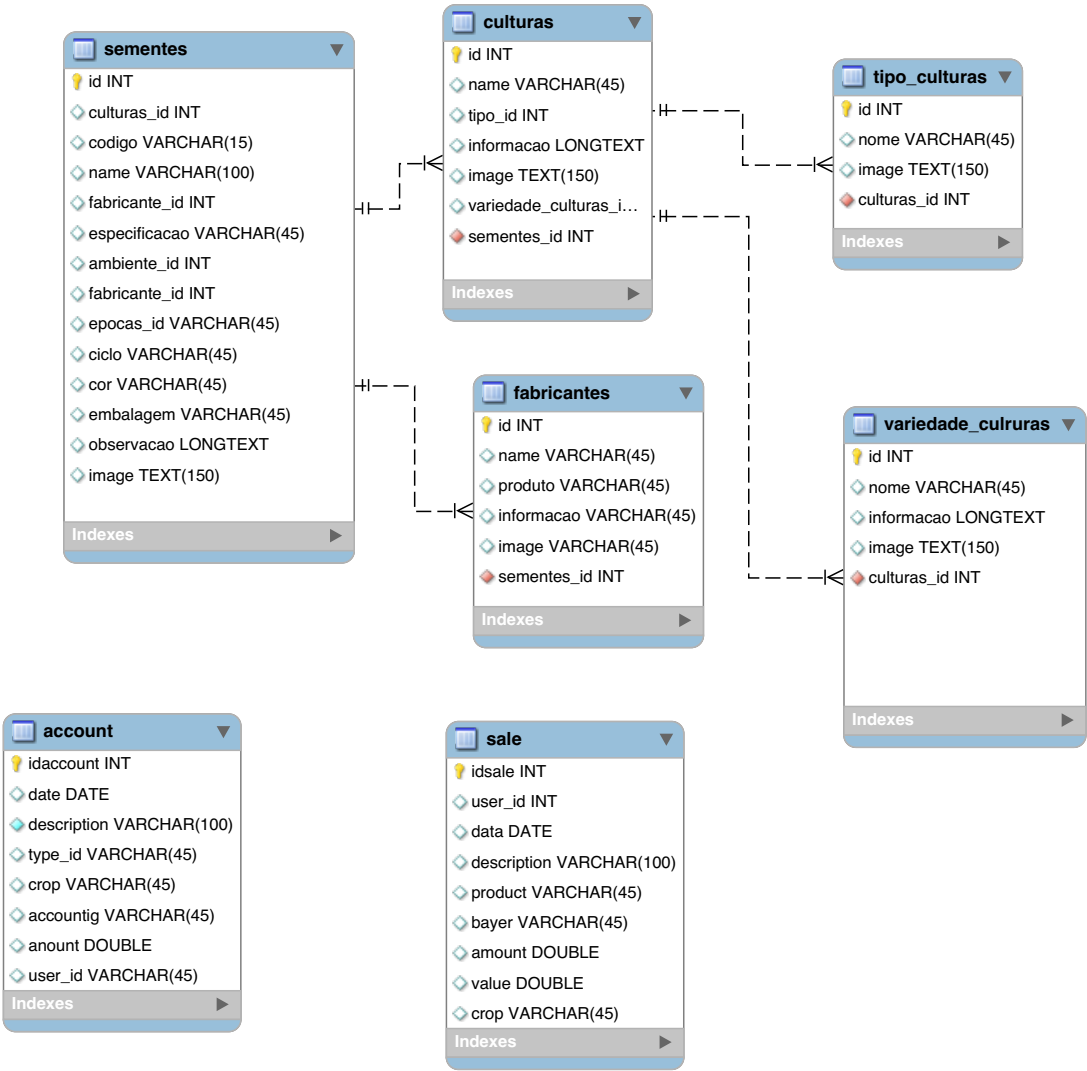 sementes
id INT
culturas_id INT
codigo VARCHAR(15)
name VARCHAR(100)
fabricante_id INT
especificacao VARCHAR(45)
ambiente_id INT
fabricante_id INT
epocas_id VARCHAR(45)
ciclo VARCHAR(45)
cor VARCHAR(45)
embalagem VARCHAR(45)
observacao LONGTEXT
image TEXT(150)
Indexes
culturas
id INT
name VARCHAR(45)
tipo_id INT
informacao LONGTEXT
image TEXT(150)
variedade_culturas_i...
sementes_id INT
Indexes
tipo_culturas
id INT
nome VARCHAR(45)
image TEXT(150)
culturas_id INT
Indexes
fabricantes
id INT
name VARCHAR(45)
produto VARCHAR(45)
informacao VARCHAR(45)
image VARCHAR(45)
sementes_id INT
Indexes
variedade_culruras
id INT
nome VARCHAR(45)
informacao LONGTEXT
image TEXT(150)
culturas_id INT
Indexes
account
idaccount INT
date DATE
description VARCHAR(100)
type_id VARCHAR(45)
crop VARCHAR(45)
accountig VARCHAR(45)
anount DOUBLE
user_id VARCHAR(45)
Indexes
sale
idsale INT
user_id INT
data DATE
description VARCHAR(100)
product VARCHAR(45)
bayer VARCHAR(45)
amount DOUBLE
value DOUBLE
crop VARCHAR(45)
Indexes